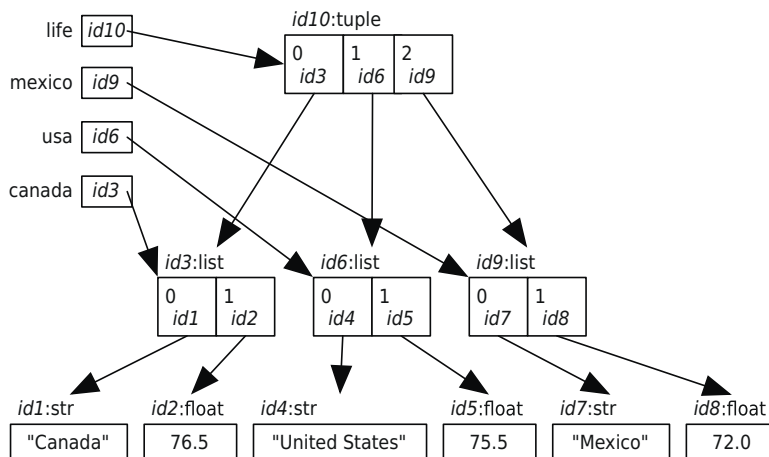 id10:tuple
life id10
0 1 2
id3 id6 id9
mexico id9
usa id6
canada id3
id3:list id6:list id9:list
0 1 0 1 0 1
id1 id2 id4 id5 id7 id8
id1:str id2:float id4:str id5:float id7:str id8:float
"Canada" 76.5 "United States" 75.5 "Mexico" 72.0